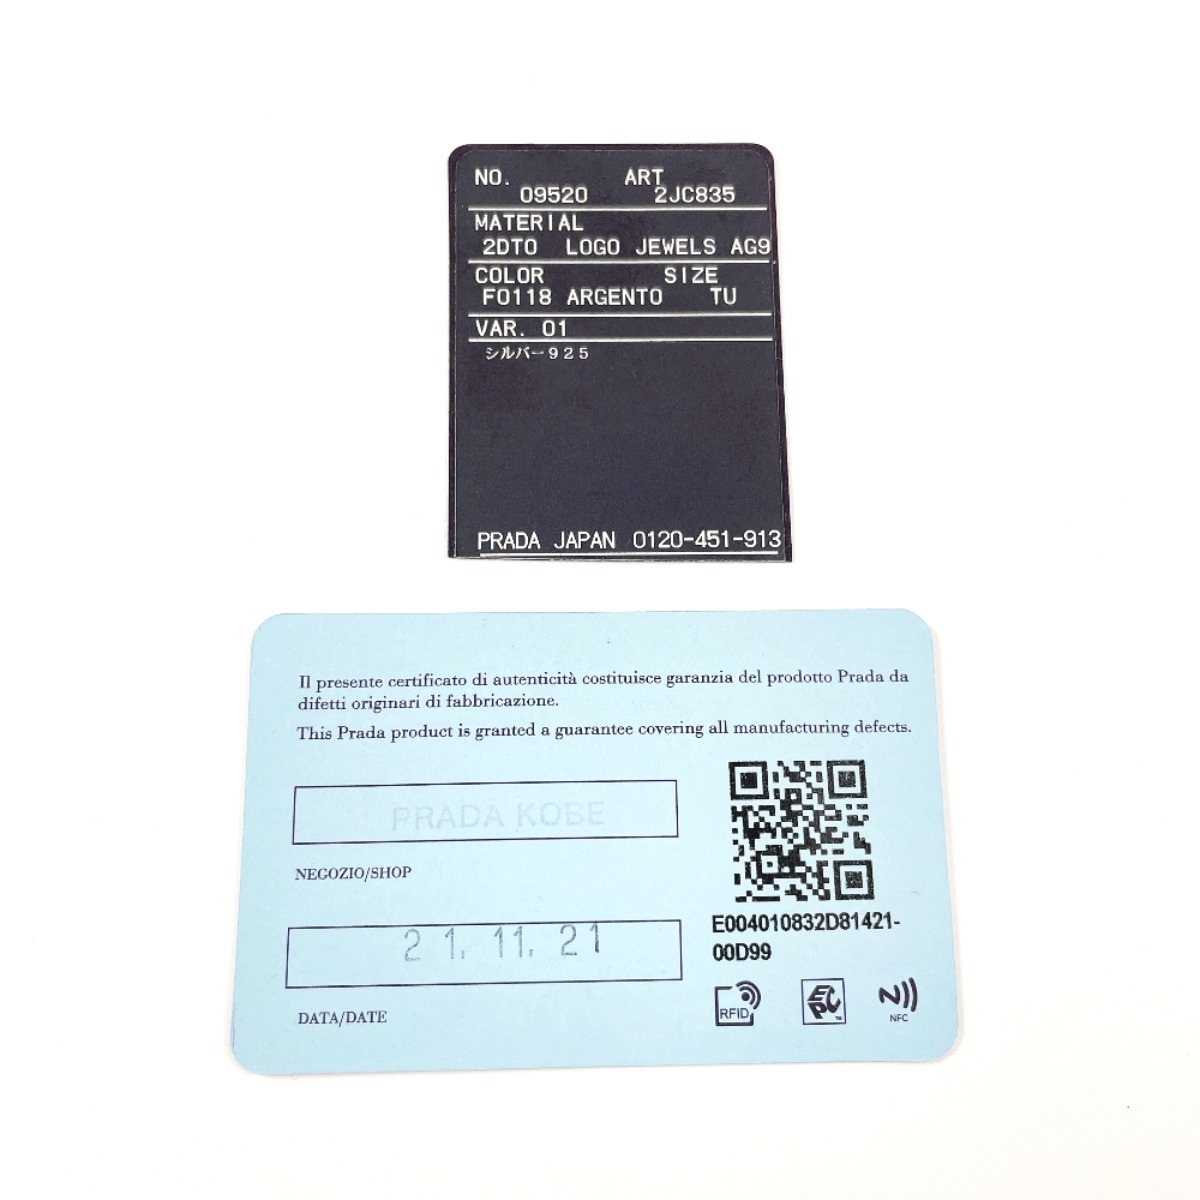 NO. ART
09520 2JC835
MATERIAL
2DTO LOGO JEWELS AG9
COLOR SIZE
F0118 ARGENTO TU
VAR. 01
シルバー925
PRADA JAPAN 0120-451-913
Il presente certificato di autenticità costituisce garanzia del prodotto Prada da
difetti originari di fabbricazione.
This Prada product is granted a guarantee covering all manufacturing defects.
PRADA KOBE
NEGOZIO/SHOP
21. 11. 21
DATA/DATE
E004010832D81421-
00D99
RFID
EPC
TM
N
NFC